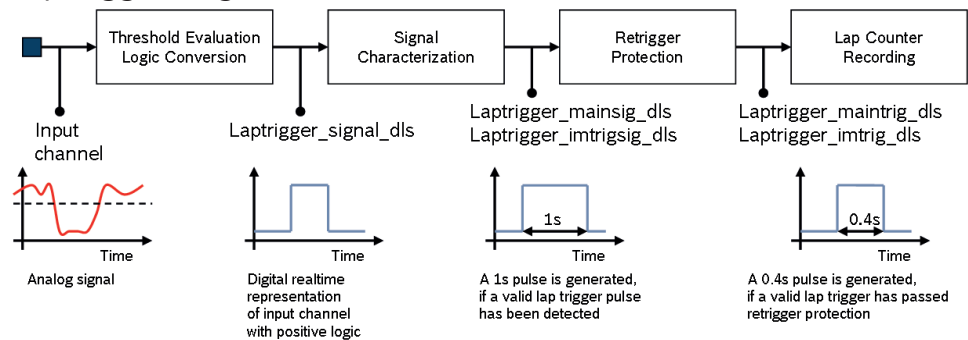 Threshold Evaluation
Logic Conversion
Signal
Characterization
Retrigger
Protection
Lap Counter
Recording
Input
channel
Laptrigger_signal_dls
Laptrigger_mainsig_dls
Laptrigger_imtrigsig_dls
Laptrigger_maintrig_dls
Laptrigger_imtrig_dls
Time
Analog signal
Time
Digital realtime
representation
of input channel
with positive logic
1s
Time
A 1s pulse is generated,
if a valid lap trigger pulse
has been detected
0.4s
Time
A 0.4s pulse is generated,
if a valid lap trigger has passed
retrigger protection